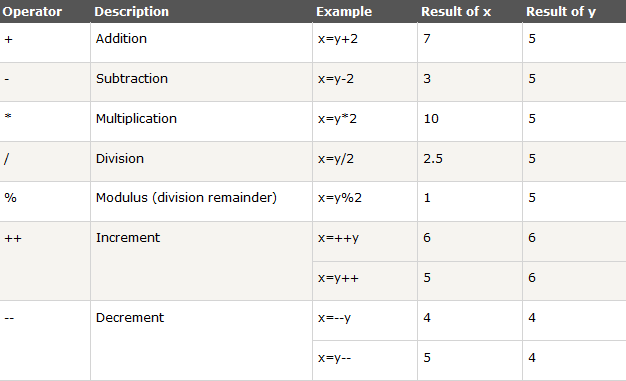 Operator Description Example Result of x Result of y
+ Addition x=y+2 7 5
- Subtraction x=y-2 3 5
* Multiplication x=y*2 10 5
/ Division x=y/2 2.5 5
% Modulus (division remainder) x=y%2 1 5
++ Increment x=++y 6 6
x=y++ 5 6
-- Decrement x=--y 4 4
x=y-- 5 4